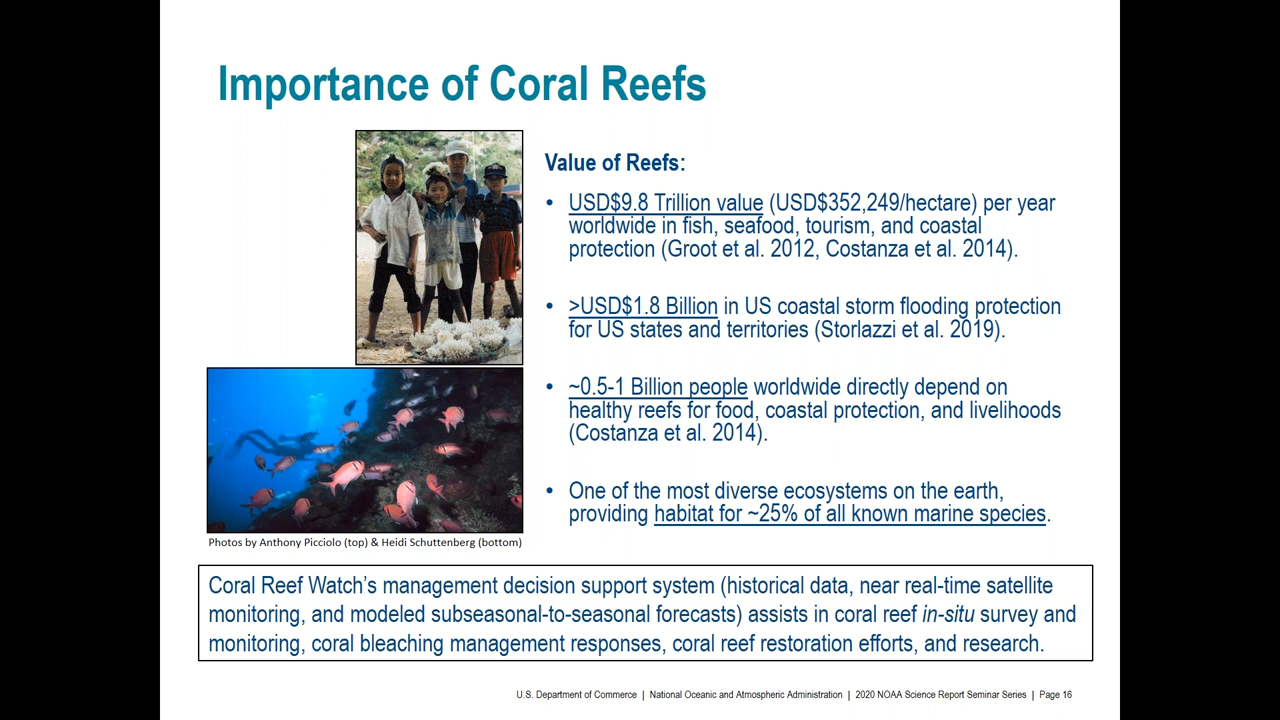 Importance of Coral Reefs
Value of Reefs:
• USD$9.8 Trillion value (USD$352,249/hectare) per year
worldwide in fish, seafood, tourism, and coastal
protection (Groot et al. 2012, Costanza et al. 2014).
• >USD$1.8 Billion in US coastal storm flooding protection
for US states and territories (Storlazzi et al. 2019).
• ~0.5-1 Billion people worldwide directly depend on
healthy reefs for food, coastal protection, and livelihoods
(Costanza et al. 2014).
• One of the most diverse ecosystems on the earth,
providing habitat for ~25% of all known marine species.
Photos by Anthony Picciolo (top) & Heidi Schuttenberg (bottom)
Coral Reef Watch's management decision support system (historical data, near real-time satellite
monitoring, and modeled subseasonal-to-seasonal forecasts) assists in coral reef in-situ survey and
monitoring, coral bleaching management responses, coral reef restoration efforts, and research.
U.S. Department of Commerce | National Oceanic and Atmospheric Administration | 2020 NOAA Science Report Seminar Series | Page 16